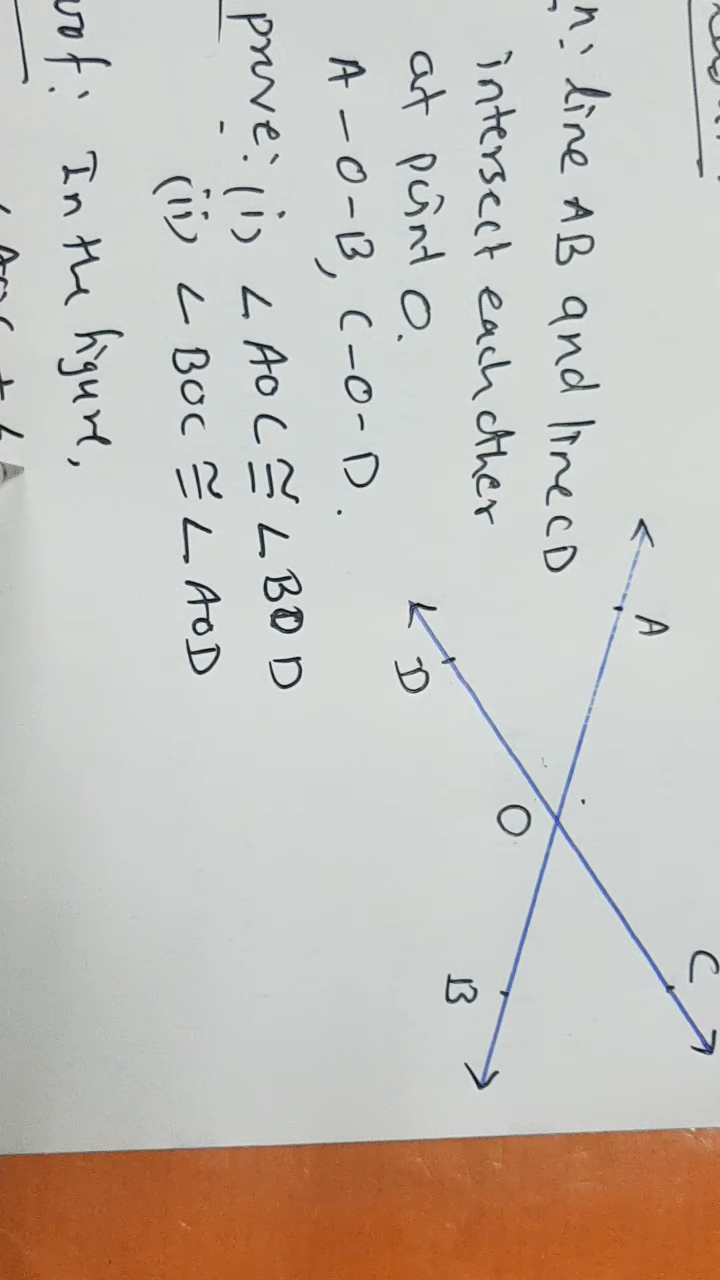 line AB and line CD
intersect each other
at point O.
A-O-B, C-O-D.
prove: (i) ∠AOC ≅ ∠BOD
(ii) ∠BOC ≅ ∠AOD
In the figure,
A
C
D
O
B